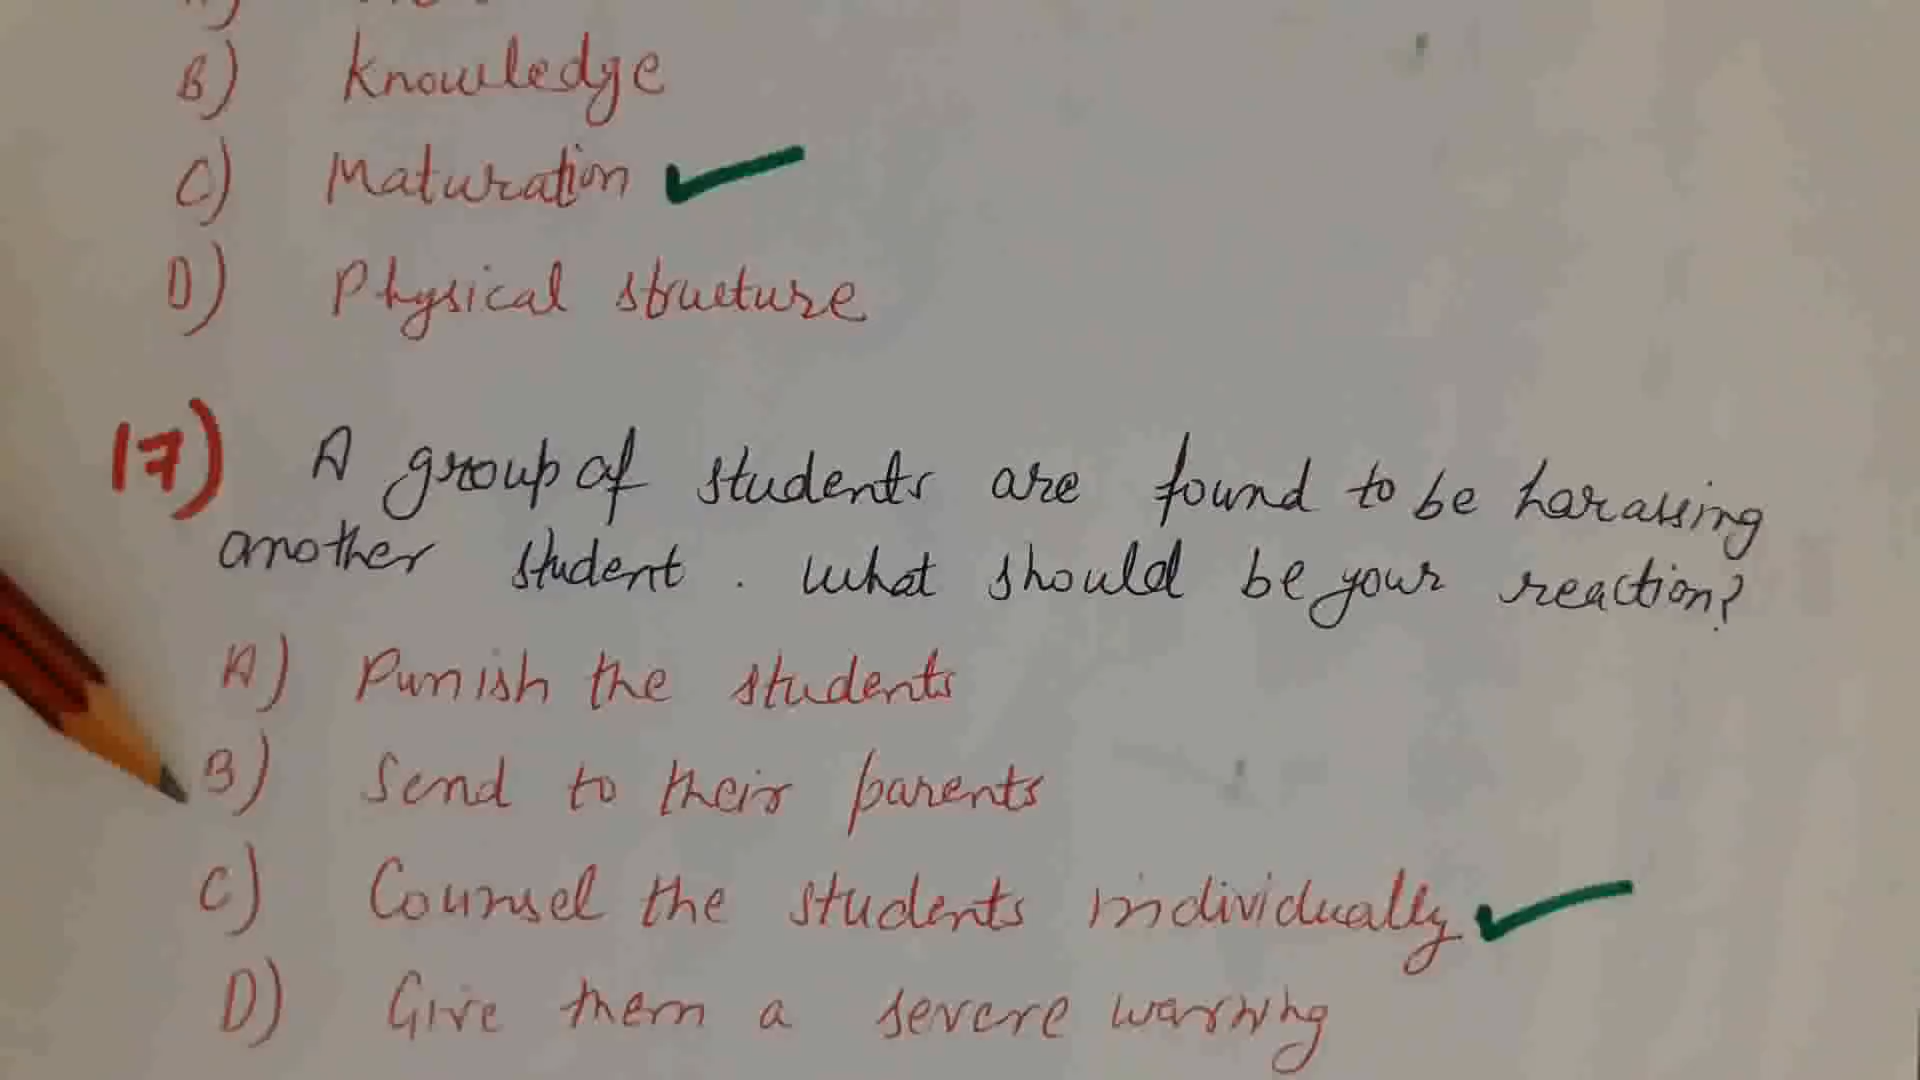 B) Knowledge
C) Maturation
D) Physical structure
17) A group of students are found to be harassing
another student. What should be your reaction?
A) Punish the students
B) Send to their parents
C) Counsel the students individually
D) Give them a severe warning